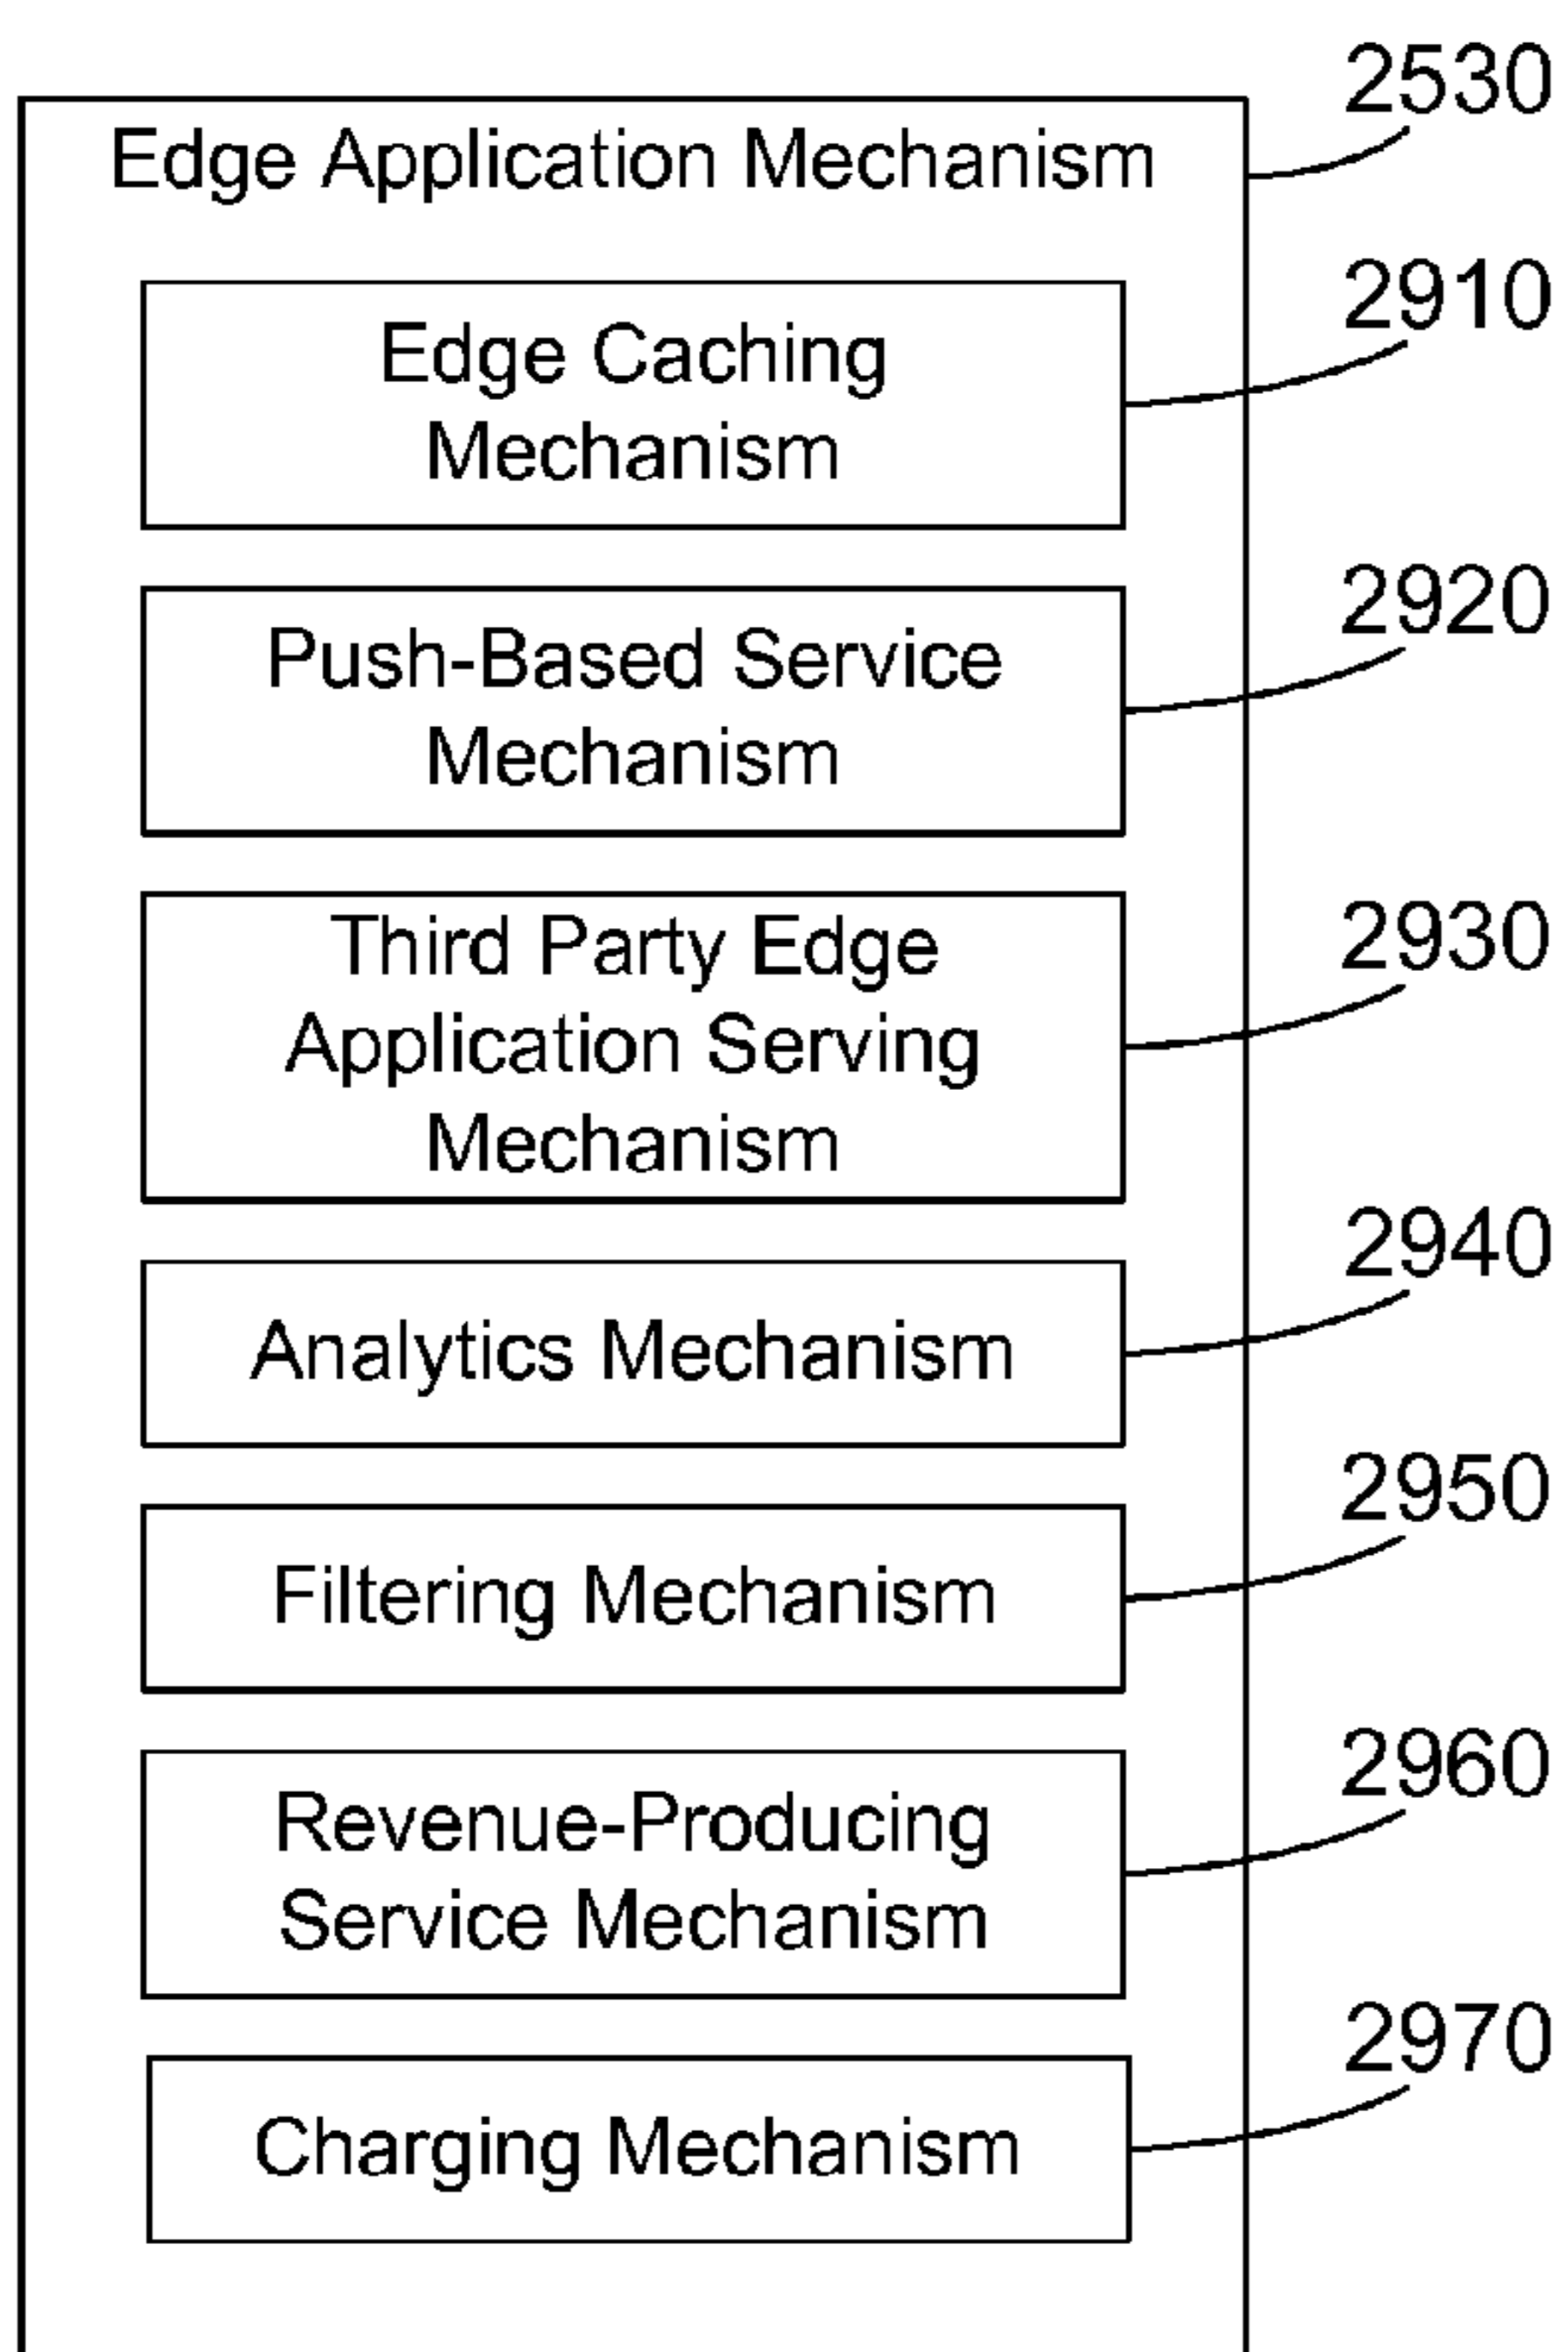 2530
Edge Application Mechanism
2910
Edge Caching
Mechanism
2920
Push-Based Service
Mechanism
2930
Third Party Edge
Application Serving
Mechanism
2940
Analytics Mechanism
2950
Filtering Mechanism
2960
Revenue-Producing
Service Mechanism
2970
Charging Mechanism